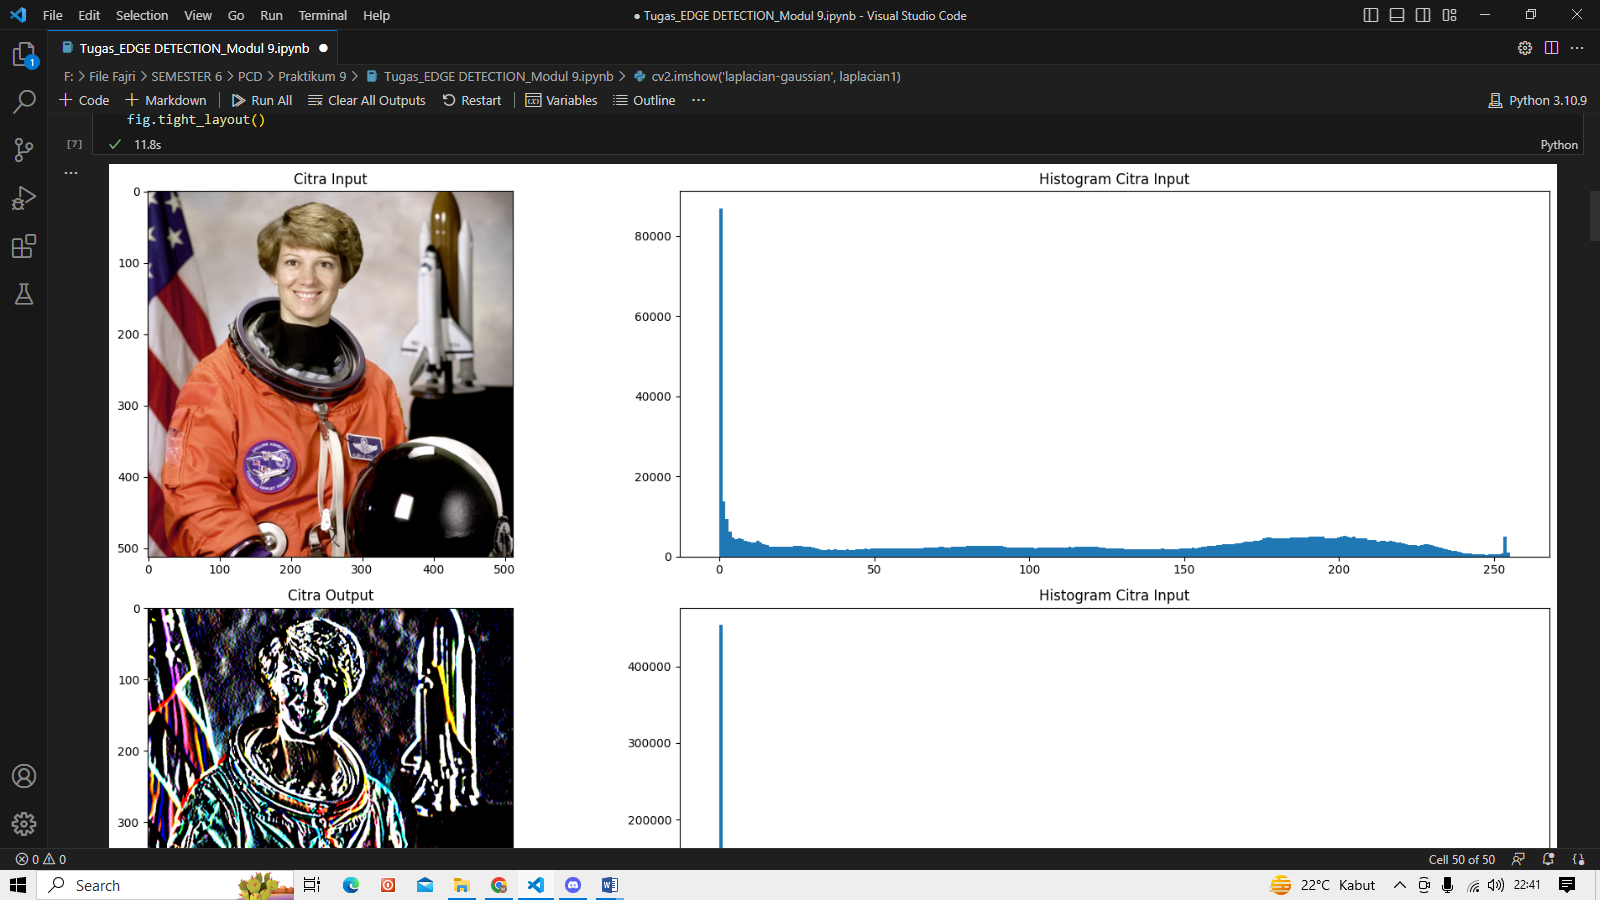 File Edit Selection View Go Run Terminal Help
● Tugas_EDGE DETECTION_Modul 9.ipynb - Visual Studio Code
Tugas_EDGE DETECTION_Modul 9.ipynb ●
F: > File Fajri > SEMESTER 6 > PCD > Praktikum 9 > Tugas_EDGE DETECTION_Modul 9.ipynb > cv2.imshow('laplacian-gaussian', laplacian1)
+ Code + Markdown | Run All Clear All Outputs Restart | Variables Outline ...
Python 3.10.9
fig.tight_layout()
[7] ✓ 11.8s
Python
...
Citra Input
0
100
200
300
400
500
0 100 200 300 400 500
Histogram Citra Input
80000
60000
40000
20000
0
0 50 100 150 200 250
Citra Output
0
100
200
300
Histogram Citra Input
400000
300000
200000
1
0 0
Cell 50 of 50
Search
22°C Kabut
22:41